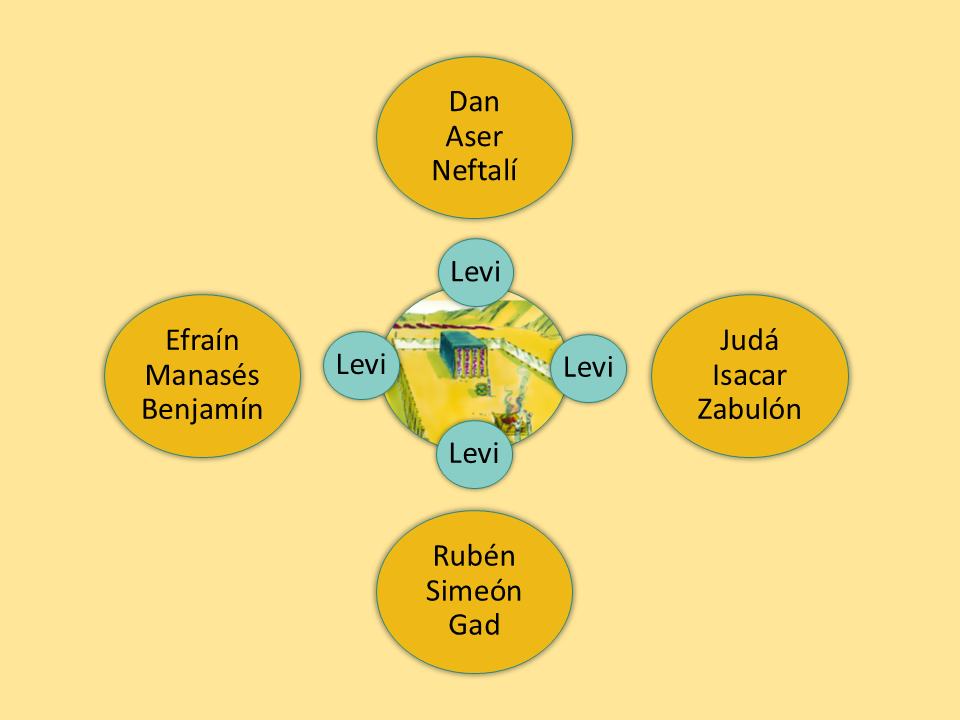 Dan
Aser
Neftalí
Levi
Efraín
Manasés
Benjamín
Levi
Levi
Judá
Isacar
Zabulón
Levi
Rubén
Simeón
Gad